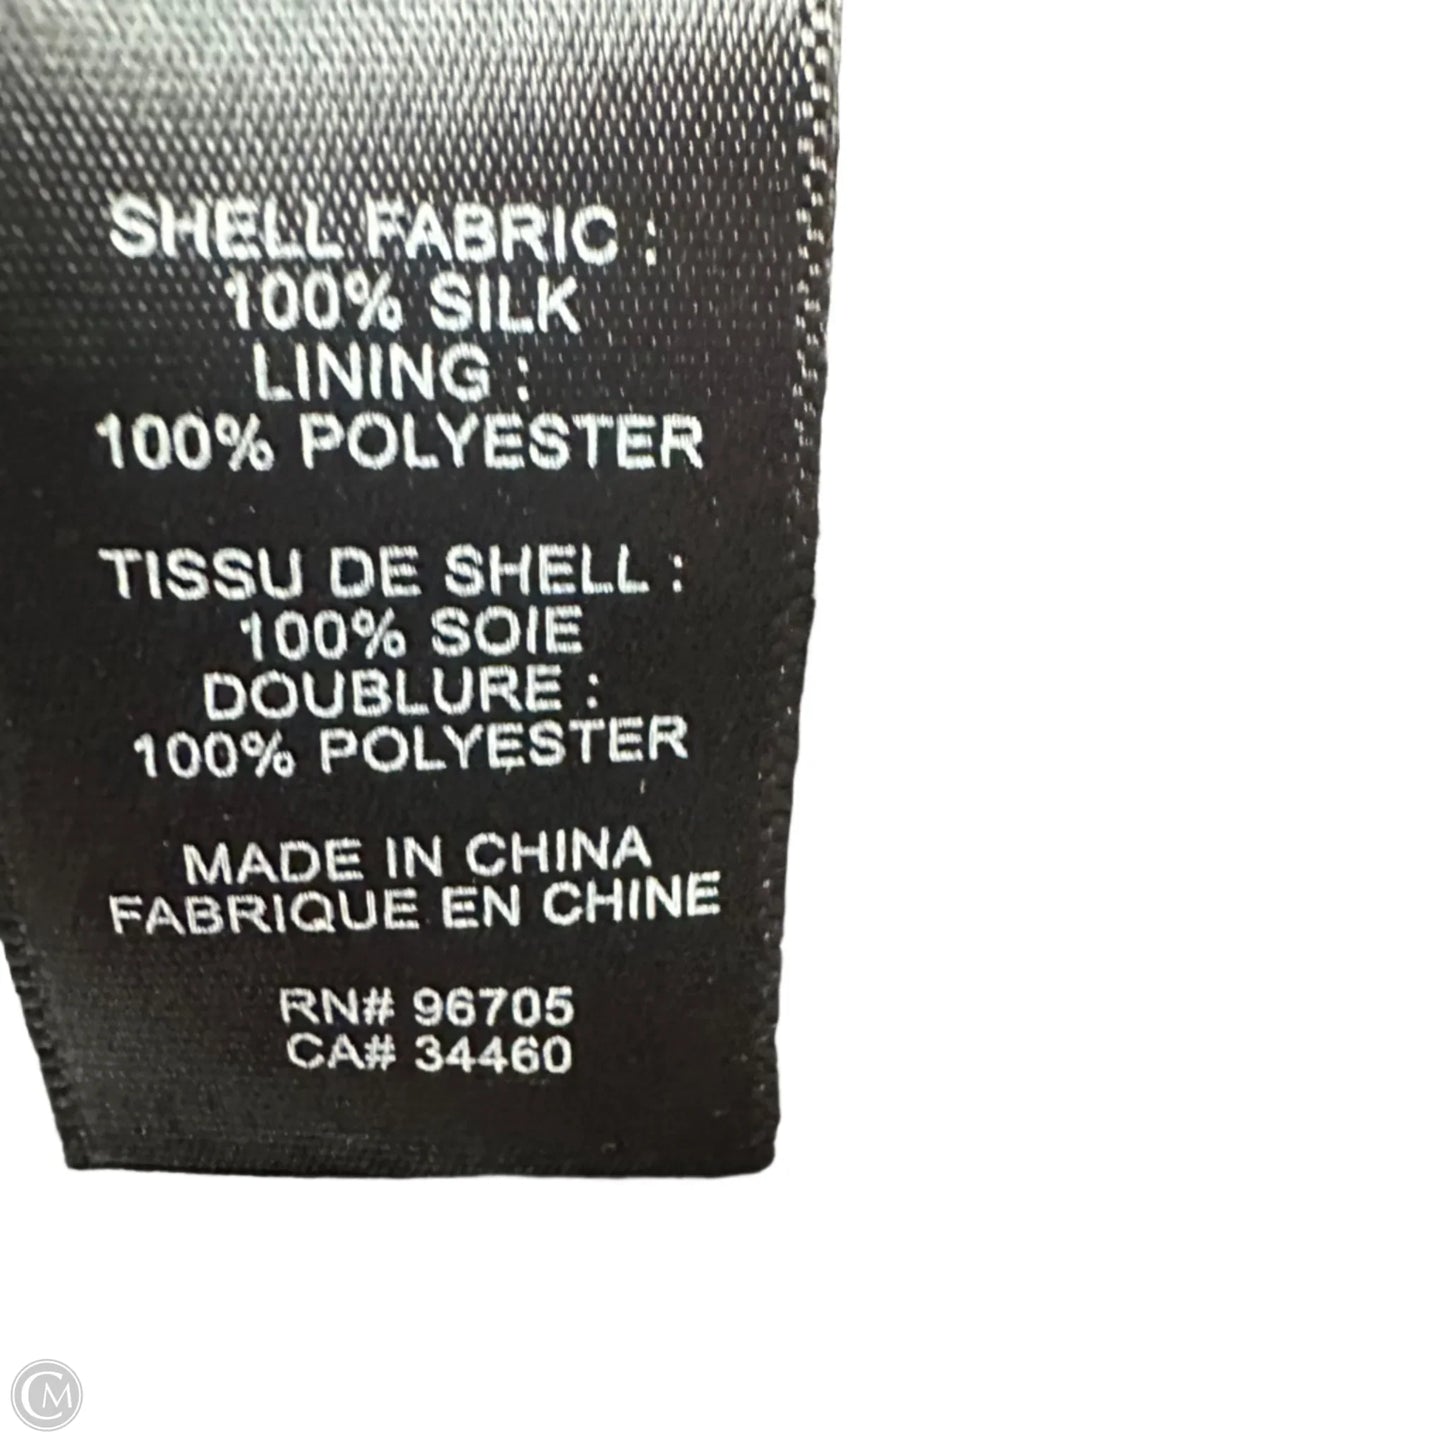 SHELL FABRIC :
100% SILK
LINING :
100% POLYESTER
TISSU DE SHELL :
100% SOIE
DOUBLURE :
100% POLYESTER
MADE IN CHINA
FABRIQUE EN CHINE
RN# 96705
CA# 34460
CM